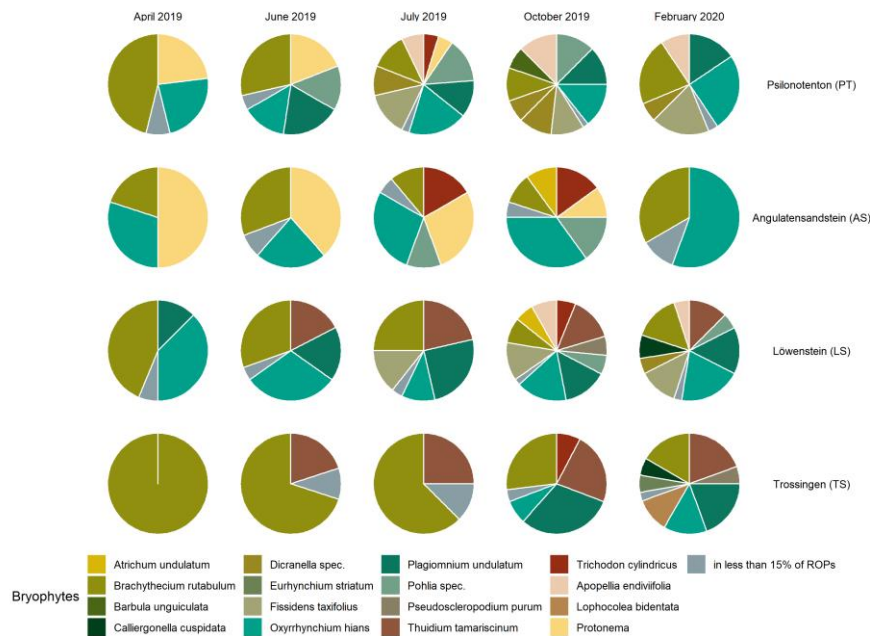 April 2019 June 2019 July 2019 October 2019 February 2020
Psilonotenton (PT)
Angulatensandstein (AS)
Löwenstein (LS)
Trossingen (TS)
Atrichum undulatum Dicranella spec. Plagiomnium undulatum Trichodon cylindricus in less than 15% of ROPs
Brachythecium rutabulum Eurhynchium striatum Pohlia spec. Apopellia endiviifolia
Bryophytes
Barbula unguiculata Fissidens taxifolius Pseudoscleropodium purum Lophocolea bidentata
Calliergonella cuspidata Oxyrrhynchium hians Thuidium tamariscinum Protonema